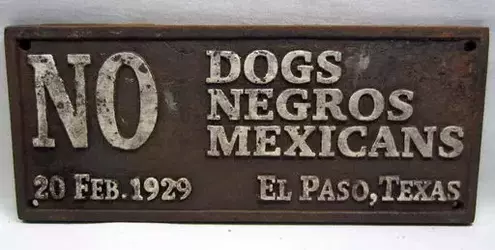 NO DOGS
NEGROS
MEXICANS
20 FEB. 1929 EL PASO, TEXAS